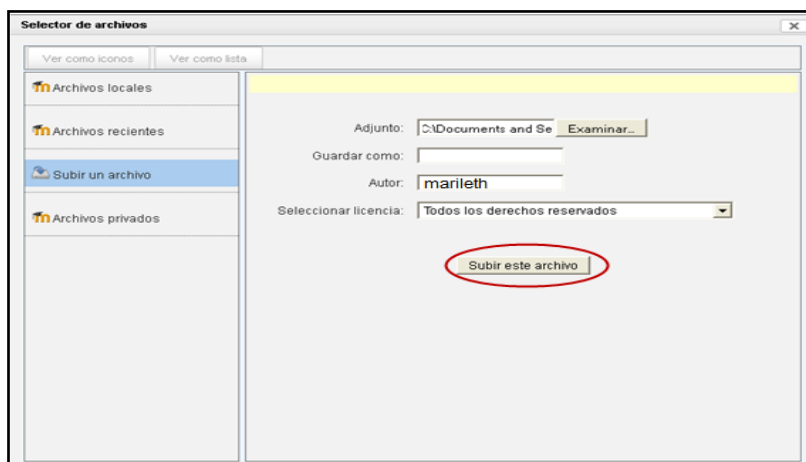 Selector de archivos
Ver como iconos
Ver como lista
Archivos locales
Archivos recientes
Subir un archivo
Archivos privados
Adjunto: C:\Documents and Se Examinar...
Guardar como:
Autor: marileth
Seleccionar licencia: Todos los derechos reservados
Subir este archivo